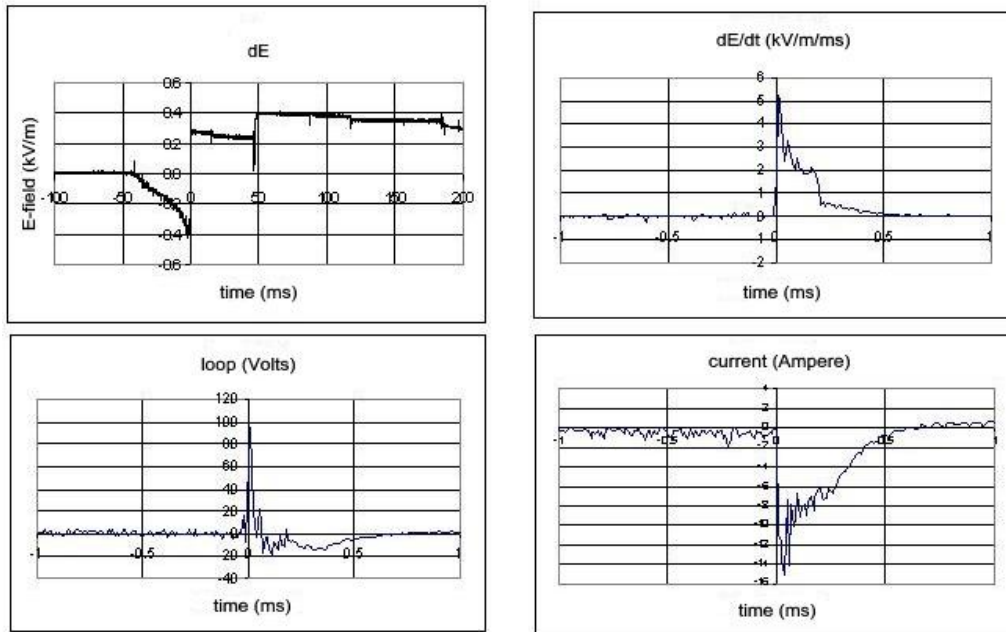 dE
E-field (kV/m)
0.6
0.4
0.2
0.0
-100 -50 0 50 100 150 200
-0.2
-0.4
-0.6
time (ms)
dE/dt (kV/m/ms)
6
5
4
3
2
1
0
-1 -0.5 0 0.5 1
1
-2
time (ms)
loop (Volts)
120
100
80
60
40
20
0
-1 -0.5 0 0.5 1
20
-40
time (ms)
current (Ampere)
4
2
0
-1 -0.5 0 0.5 1
-2
-4
-6
-8
-10
-12
-14
-16
time (ms)